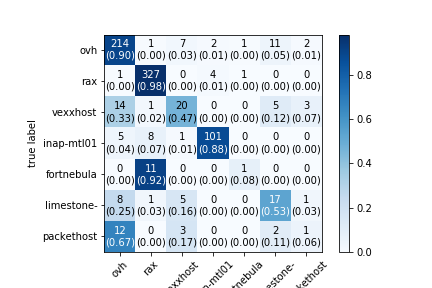 ovh 214 1 7 2 1 11 2
(0.90) (0.00) (0.03) (0.01) (0.00) (0.05) (0.01)
rax 1 327 0 4 1 0 0
(0.00) (0.98) (0.00) (0.01) (0.00) (0.00) (0.00)
vexxhost 14 1 20 0 0 5 3
(0.33) (0.02) (0.47) (0.00) (0.00) (0.12) (0.07)
inap-mtl01 5 8 1 101 0 0 0
(0.04) (0.07) (0.01) (0.88) (0.00) (0.00) (0.00)
fortnebula 0 11 0 0 1 0 0
(0.00) (0.92) (0.00) (0.00) (0.08) (0.00) (0.00)
limestone- 8 1 5 0 0 17 1
(0.25) (0.03) (0.16) (0.00) (0.00) (0.53) (0.03)
packethost 12 0 3 0 0 2 1
(0.67) (0.00) (0.17) (0.00) (0.00) (0.11) (0.06)
true label
ovh
rax
exxhost
p-mtl01
tnebula
stone-
kethost
0.8
0.6
0.4
0.2
0.0